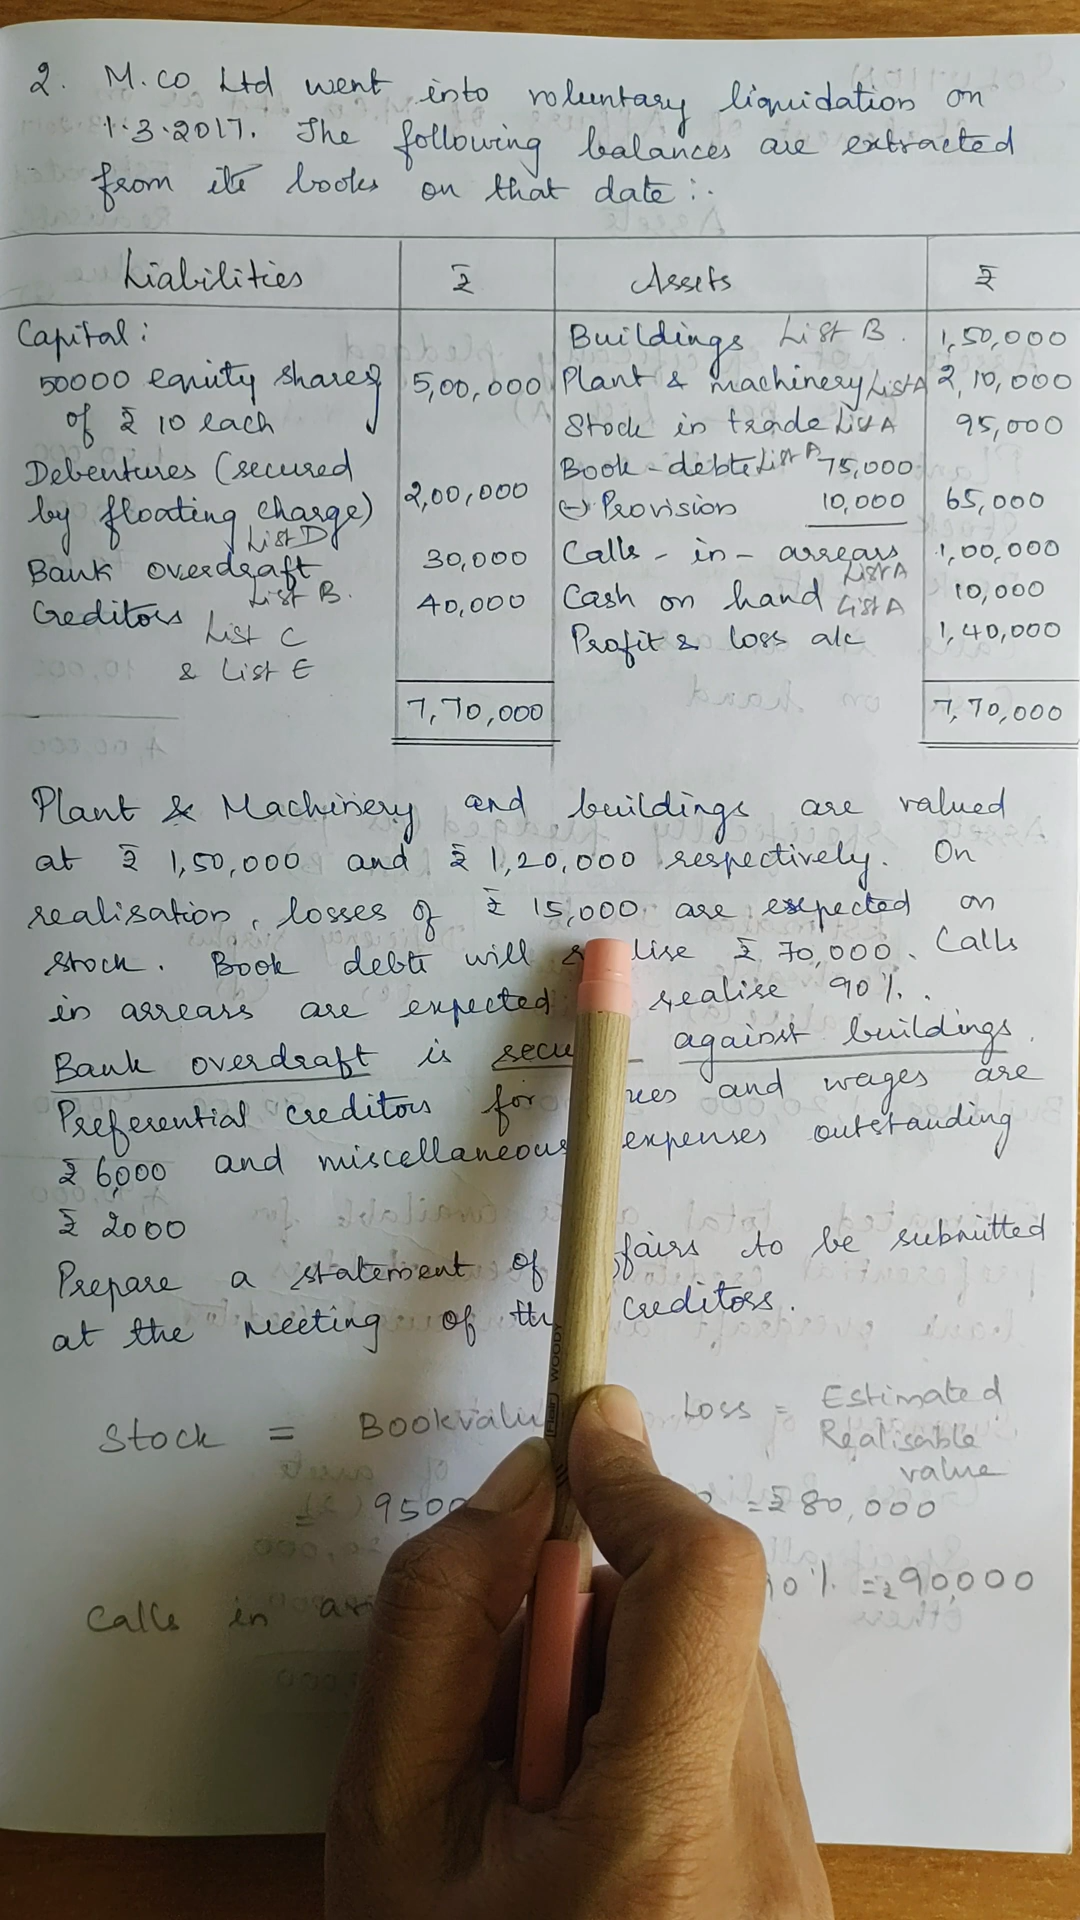 2. M.CO Ltd went into voluntary liquidation on
1.3.2017. The following balances are extracted
from its books on that date :-
Liabilities ₹ Assets ₹
Capital : Buildings List B. 1,50,000
50000 equity shares 5,00,000 Plant & machinery List A 2,10,000
of ₹ 10 each Stock in trade List A 95,000
Debentures (secured Book-debts List A 75,000
by floating charge) 2,00,000 (-) Provision 10,000 65,000
List D
Bank overdraft 30,000 Calls-in-arrears 1,00,000
List B. List A
Creditors 40,000 Cash on hand List A 10,000
List C Profit & loss a/c 1,40,000
& List E
7,70,000 7,70,000
Plant & Machinery and buildings are valued
at ₹ 1,50,000 and ₹ 1,20,000 respectively. On
realisation, losses of ₹ 15,000 are expected on
stock. Book debts will lise ₹ 70,000. Calls
in arrears are expected realise 90%.
Bank overdraft is secu against buildings.
Preferential creditors for and wages are
₹ 6,000 and miscellaneous expenses outstanding
₹ 2000
Prepare a statement of fairs to be submitted
at the meeting of th creditors.
Stock = Bookvalu Loss = Estimated
Realisable
value
= 9500 = ₹ 80,000
Calls in ar 90% = ₹ 90000